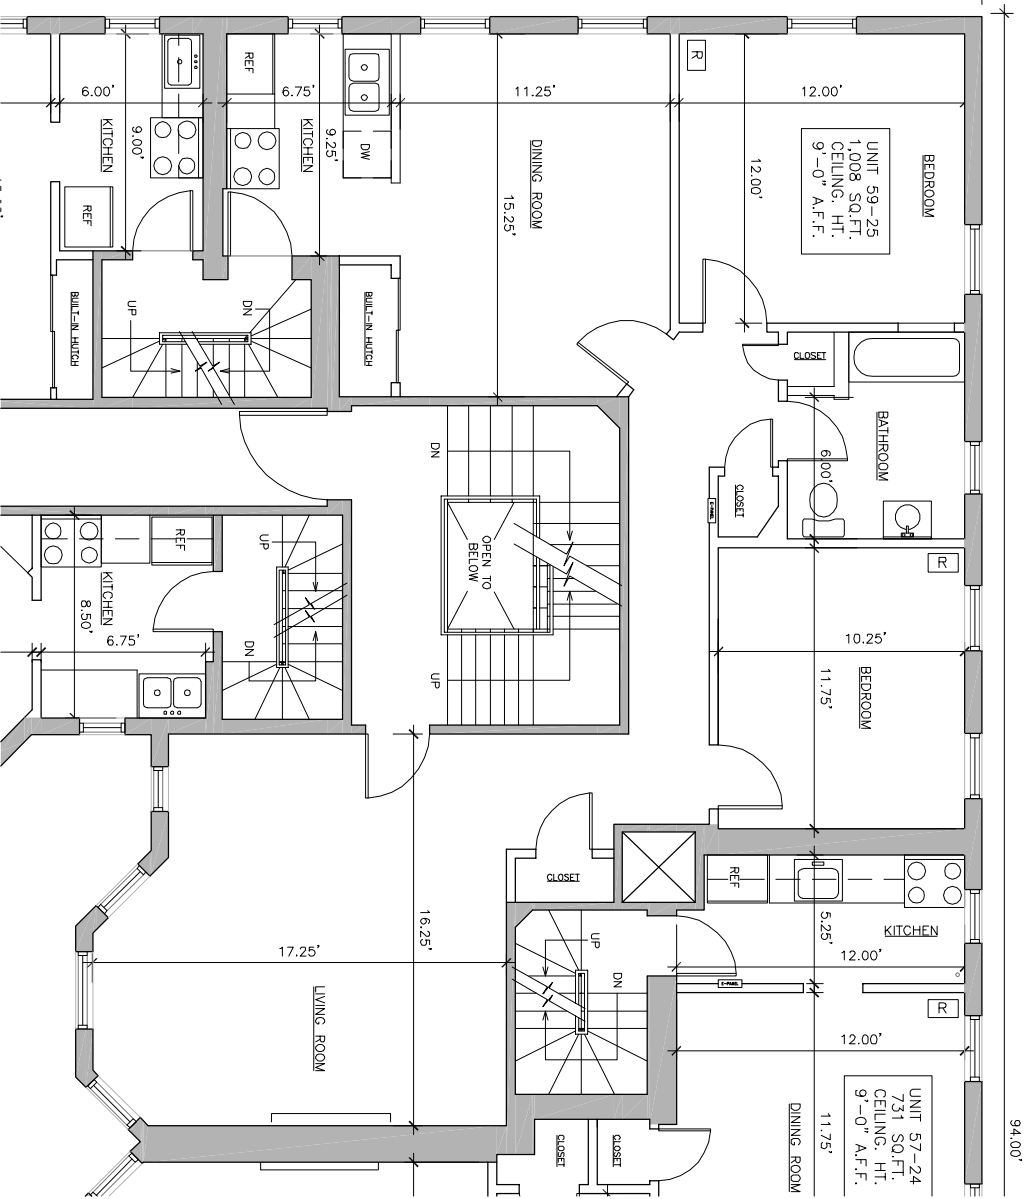 6.00'
KITCHEN
9.00'
REF
REF
6.75'
KITCHEN
9.25'
DW
11.25'
DINING ROOM
15.25'
R
12.00'
12.00'
UNIT 59-25
1,008 SQ.FT.
CEILING. HT.
9'-0" A.F.F.
BEDROOM
BUILT-IN HUTCH
UP
DN
BUILT-IN HUTCH
CLOSET
BATHROOM
6.00'
CLOSET
E-PANEL
DN
OPEN TO
BELOW
UP
R
10.25'
11.75'
BEDROOM
REF
KITCHEN
8.50'
6.75'
UP
DN
CLOSET
REF
5.25'
KITCHEN
12.00'
E-PANEL
R
12.00'
UP
DN
17.25'
16.25'
LIVING ROOM
CLOSET
CLOSET
DINING ROOM
11.75'
UNIT 57-24
731 SQ.FT.
CEILING. HT.
9'-0" A.F.F.
94.00'